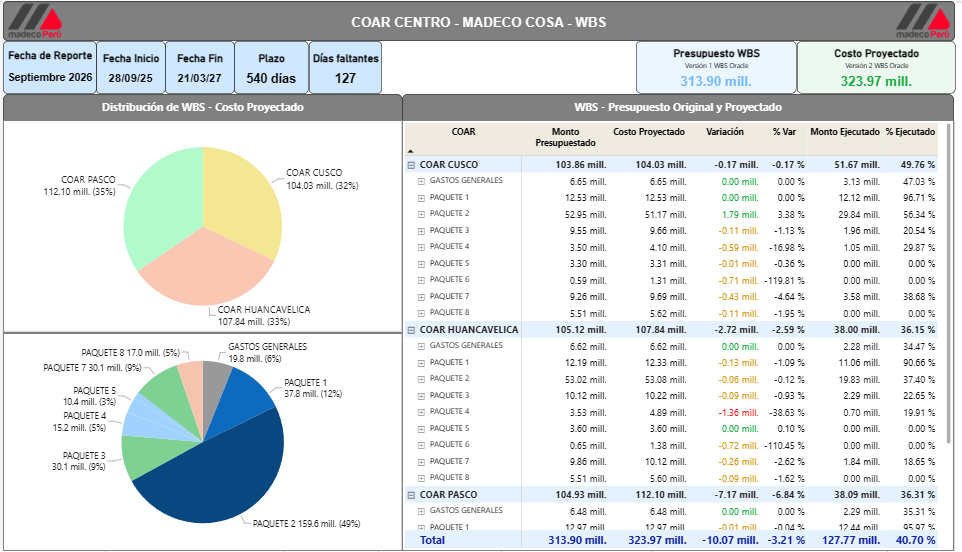 madeco Perú
COAR CENTRO - MADECO COSA - WBS
madeco Perú
Fecha de Reporte
Septiembre 2026
Fecha Inicio
28/09/25
Fecha Fin
21/03/27
Plazo
540 días
Días faltantes
127
Presupuesto WBS
Versión 1 WBS Oracle
313.90 mill.
Costo Proyectado
Versión 2 WBS Oracle
323.97 mill.
Distribución de WBS - Costo Proyectado
COAR PASCO
112.10 mill. (35%)
COAR CUSCO
104.03 mill. (32%)
COAR HUANCAVELICA
107.84 mill. (33%)
PAQUETE 8 17.0 mill. (5%)
GASTOS GENERALES
19.8 mill. (6%)
PAQUETE 7 30.1 mill. (9%)
PAQUETE 1
37.8 mill. (12%)
PAQUETE 5
10.4 mill. (3%)
PAQUETE 4
15.2 mill. (5%)
PAQUETE 3
30.1 mill. (9%)
PAQUETE 2 159.6 mill. (49%)
WBS - Presupuesto Original y Proyectado
COAR Monto Presupuestado Costo Proyectado Variación % Var Monto Ejecutado % Ejecutado
COAR CUSCO 103.86 mill. 104.03 mill. -0.17 mill. -0.17 % 51.67 mill. 49.76 %
GASTOS GENERALES 6.65 mill. 6.65 mill. 0.00 mill. 0.00 % 3.13 mill. 47.03 %
PAQUETE 1 12.53 mill. 12.53 mill. 0.00 mill. 0.00 % 12.12 mill. 96.71 %
PAQUETE 2 52.95 mill. 51.17 mill. 1.79 mill. 3.38 % 29.84 mill. 56.34 %
PAQUETE 3 9.55 mill. 9.66 mill. -0.11 mill. -1.13 % 1.96 mill. 20.54 %
PAQUETE 4 3.50 mill. 4.10 mill. -0.59 mill. -16.98 % 1.05 mill. 29.87 %
PAQUETE 5 3.30 mill. 3.31 mill. -0.01 mill. -0.36 % 0.00 mill. 0.00 %
PAQUETE 6 0.59 mill. 1.31 mill. -0.71 mill. -119.81 % 0.00 mill. 0.00 %
PAQUETE 7 9.26 mill. 9.69 mill. -0.43 mill. -4.64 % 3.58 mill. 38.68 %
PAQUETE 8 5.51 mill. 5.62 mill. -0.11 mill. -1.95 % 0.00 mill. 0.00 %
COAR HUANCAVELICA 105.12 mill. 107.84 mill. -2.72 mill. -2.59 % 38.00 mill. 36.15 %
GASTOS GENERALES 6.62 mill. 6.62 mill. 0.00 mill. 0.00 % 2.28 mill. 34.47 %
PAQUETE 1 12.19 mill. 12.33 mill. -0.13 mill. -1.09 % 11.06 mill. 90.66 %
PAQUETE 2 53.02 mill. 53.08 mill. -0.06 mill. -0.12 % 19.83 mill. 37.40 %
PAQUETE 3 10.12 mill. 10.22 mill. -0.09 mill. -0.93 % 2.29 mill. 22.65 %
PAQUETE 4 3.53 mill. 4.89 mill. -1.36 mill. -38.63 % 0.70 mill. 19.91 %
PAQUETE 5 3.60 mill. 3.60 mill. 0.00 mill. 0.10 % 0.00 mill. 0.00 %
PAQUETE 6 0.65 mill. 1.38 mill. -0.72 mill. -110.45 % 0.00 mill. 0.00 %
PAQUETE 7 9.86 mill. 10.12 mill. -0.26 mill. -2.62 % 1.84 mill. 18.65 %
PAQUETE 8 5.51 mill. 5.60 mill. -0.09 mill. -1.62 % 0.00 mill. 0.00 %
COAR PASCO 104.93 mill. 112.10 mill. -7.17 mill. -6.84 % 38.09 mill. 36.31 %
GASTOS GENERALES 6.48 mill. 6.48 mill. 0.00 mill. 0.00 % 2.29 mill. 35.31 %
PAQUETE 1 12.97 mill. 12.97 mill. -0.01 mill. -0.04 % 12.44 mill. 95.97 %
Total 313.90 mill. 323.97 mill. -10.07 mill. -3.21 % 127.77 mill. 40.70 %